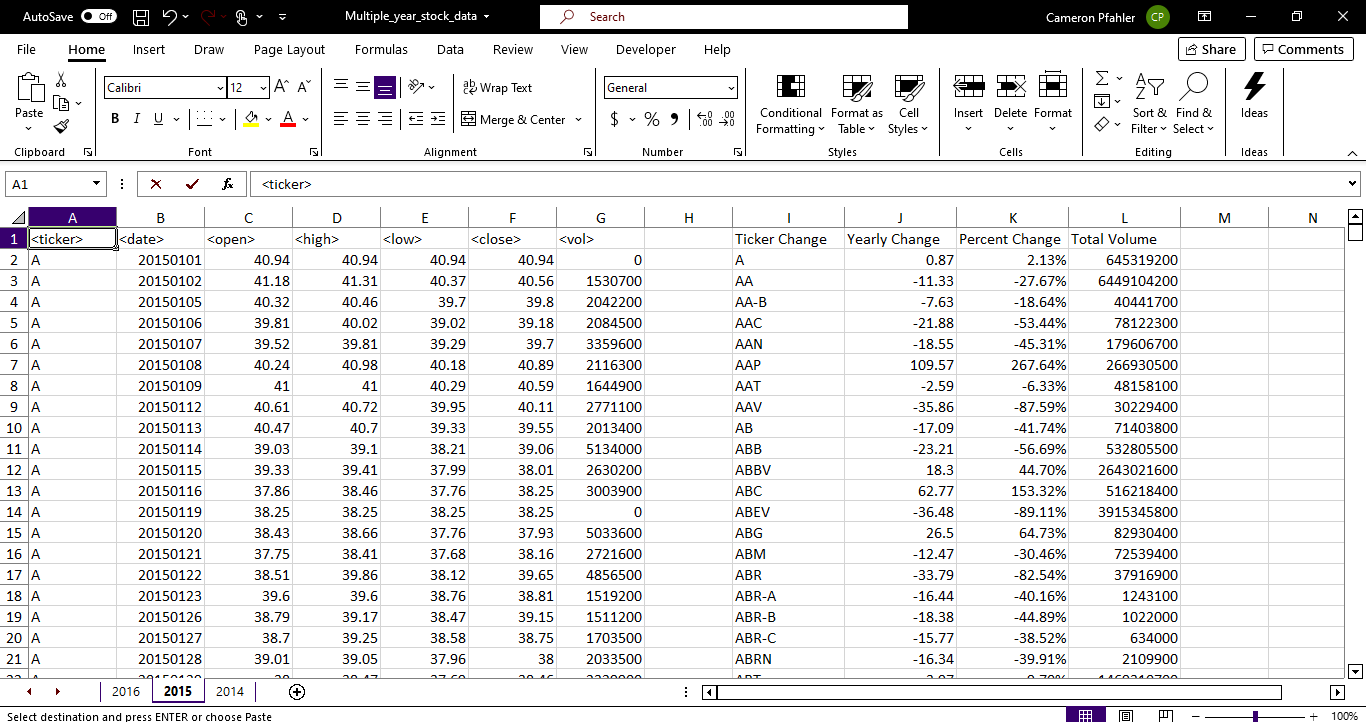 AutoSave Off Multiple_year_stock_data Search Cameron Pfahler CP
File Home Insert Draw Page Layout Formulas Data Review View Developer Help Share Comments
Paste
Clipboard
Calibri 12
B I U A
Font
ab Wrap Text
Merge & Center
Alignment
General
$ % 9
Number
Conditional Formatting
Format as Table
Cell Styles
Styles
Insert Delete Format
Cells
Sort & Filter
Find & Select
Editing
Ideas
Ideas
A1 fx <ticker>
A B C D E F G H I J K L M N
1 <ticker> <date> <open> <high> <low> <close> <vol> Ticker Change Yearly Change Percent Change Total Volume
2 A 20150101 40.94 40.94 40.94 40.94 0 A 0.87 2.13% 645319200
3 A 20150102 41.18 41.31 40.37 40.56 1530700 AA -11.33 -27.67% 6449104200
4 A 20150105 40.32 40.46 39.7 39.8 2042200 AA-B -7.63 -18.64% 40441700
5 A 20150106 39.81 40.02 39.02 39.18 2084500 AAC -21.88 -53.44% 78122300
6 A 20150107 39.52 39.81 39.29 39.7 3359600 AAN -18.55 -45.31% 179606700
7 A 20150108 40.24 40.98 40.18 40.89 2116300 AAP 109.57 267.64% 266930500
8 A 20150109 41 41 40.29 40.59 1644900 AAT -2.59 -6.33% 48158100
9 A 20150112 40.61 40.72 39.95 40.11 2771100 AAV -35.86 -87.59% 30229400
10 A 20150113 40.47 40.7 39.33 39.55 2013400 AB -17.09 -41.74% 71403800
11 A 20150114 39.03 39.1 38.21 39.06 5134000 ABB -23.21 -56.69% 532805500
12 A 20150115 39.33 39.41 37.99 38.01 2630200 ABBV 18.3 44.70% 2643021600
13 A 20150116 37.86 38.46 37.76 38.25 3003900 ABC 62.77 153.32% 516218400
14 A 20150119 38.25 38.25 38.25 38.25 0 ABEV -36.48 -89.11% 3915345800
15 A 20150120 38.43 38.66 37.76 37.93 5033600 ABG 26.5 64.73% 82930400
16 A 20150121 37.75 38.41 37.68 38.16 2721600 ABM -12.47 -30.46% 72539400
17 A 20150122 38.51 39.86 38.12 39.65 4856500 ABR -33.79 -82.54% 37916900
18 A 20150123 39.6 39.6 38.76 38.81 1519200 ABR-A -16.44 -40.16% 1243100
19 A 20150126 38.79 39.17 38.47 39.15 1511200 ABR-B -18.38 -44.89% 1022000
20 A 20150127 38.7 39.25 38.58 38.75 1703500 ABR-C -15.77 -38.52% 634000
21 A 20150128 39.01 39.05 37.96 38 2033500 ABRN -16.34 -39.91% 2109900
2016 2015 2014
Select destination and press ENTER or choose Paste 100%